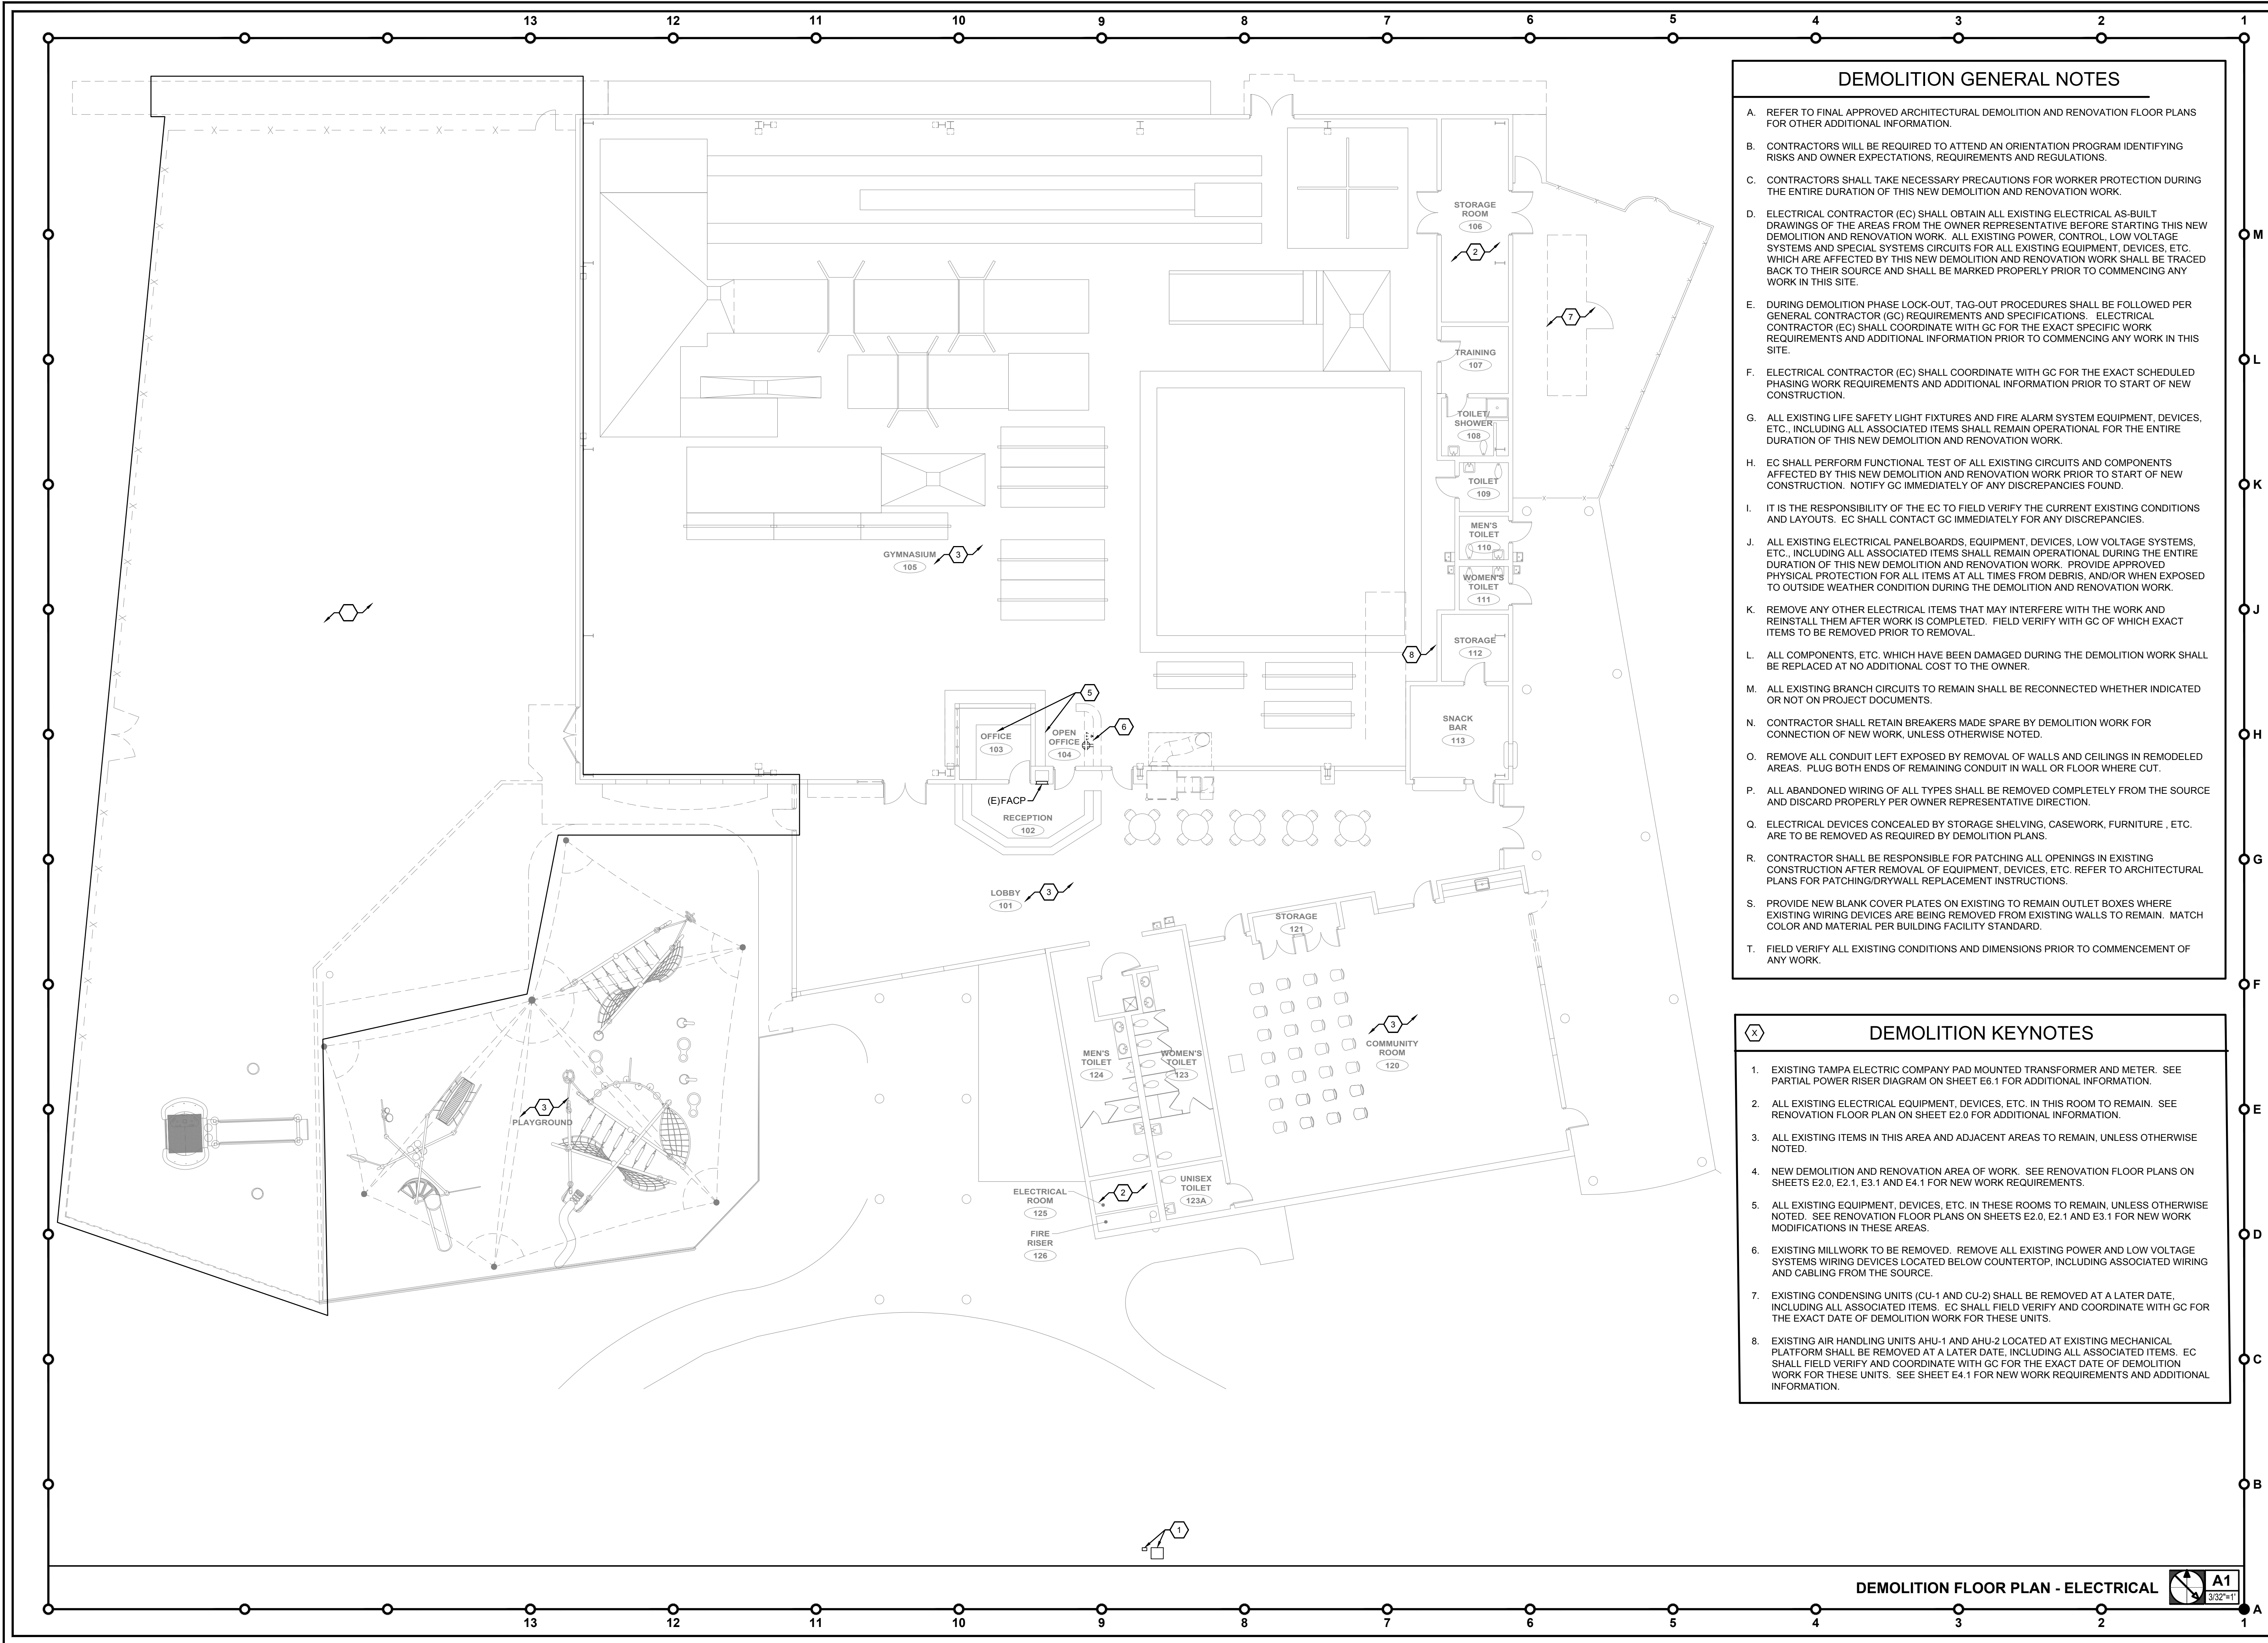 13 12 11 10 9 8 7 6 5 4 3 2 1
DEMOLITION GENERAL NOTES
A. REFER TO FINAL APPROVED ARCHITECTURAL DEMOLITION AND RENOVATION FLOOR PLANS
FOR OTHER ADDITIONAL INFORMATION.
B. CONTRACTORS WILL BE REQUIRED TO ATTEND AN ORIENTATION PROGRAM IDENTIFYING
RISKS AND OWNER EXPECTATIONS, REQUIREMENTS AND REGULATIONS.
C. CONTRACTORS SHALL TAKE NECESSARY PRECAUTIONS FOR WORKER PROTECTION DURING
THE ENTIRE DURATION OF THIS NEW DEMOLITION AND RENOVATION WORK.
D. ELECTRICAL CONTRACTOR (EC) SHALL OBTAIN ALL EXISTING ELECTRICAL AS-BUILT
DRAWINGS OF THE AREAS FROM THE OWNER REPRESENTATIVE BEFORE STARTING THIS NEW
DEMOLITION AND RENOVATION WORK. ALL EXISTING POWER, CONTROL, LOW VOLTAGE
SYSTEMS AND SPECIAL SYSTEMS CIRCUITS FOR ALL EXISTING EQUIPMENT, DEVICES, ETC.
WHICH ARE AFFECTED BY THIS NEW DEMOLITION AND RENOVATION WORK SHALL BE TRACED
BACK TO THEIR SOURCE AND SHALL BE MARKED PROPERLY PRIOR TO COMMENCING ANY
WORK IN THIS SITE.
E. DURING DEMOLITION PHASE LOCK-OUT, TAG-OUT PROCEDURES SHALL BE FOLLOWED PER
GENERAL CONTRACTOR (GC) REQUIREMENTS AND SPECIFICATIONS. ELECTRICAL
CONTRACTOR (EC) SHALL COORDINATE WITH GC FOR THE EXACT SPECIFIC WORK
REQUIREMENTS AND ADDITIONAL INFORMATION PRIOR TO COMMENCING ANY WORK IN THIS
SITE.
F. ELECTRICAL CONTRACTOR (EC) SHALL COORDINATE WITH GC FOR THE EXACT SCHEDULED
PHASING WORK REQUIREMENTS AND ADDITIONAL INFORMATION PRIOR TO START OF NEW
CONSTRUCTION.
G. ALL EXISTING LIFE SAFETY LIGHT FIXTURES AND FIRE ALARM SYSTEM EQUIPMENT, DEVICES,
ETC., INCLUDING ALL ASSOCIATED ITEMS SHALL REMAIN OPERATIONAL FOR THE ENTIRE
DURATION OF THIS NEW DEMOLITION AND RENOVATION WORK.
H. EC SHALL PERFORM FUNCTIONAL TEST OF ALL EXISTING CIRCUITS AND COMPONENTS
AFFECTED BY THIS NEW DEMOLITION AND RENOVATION WORK PRIOR TO START OF NEW
CONSTRUCTION. NOTIFY GC IMMEDIATELY OF ANY DISCREPANCIES FOUND.
I. IT IS THE RESPONSIBILITY OF THE EC TO FIELD VERIFY THE CURRENT EXISTING CONDITIONS
AND LAYOUTS. EC SHALL CONTACT GC IMMEDIATELY FOR ANY DISCREPANCIES.
J. ALL EXISTING ELECTRICAL PANELBOARDS, EQUIPMENT, DEVICES, LOW VOLTAGE SYSTEMS,
ETC., INCLUDING ALL ASSOCIATED ITEMS SHALL REMAIN OPERATIONAL DURING THE ENTIRE
DURATION OF THIS NEW DEMOLITION AND RENOVATION WORK. PROVIDE APPROVED
PHYSICAL PROTECTION FOR ALL ITEMS AT ALL TIMES FROM DEBRIS, AND/OR WHEN EXPOSED
TO OUTSIDE WEATHER CONDITION DURING THE DEMOLITION AND RENOVATION WORK.
K. REMOVE ANY OTHER ELECTRICAL ITEMS THAT MAY INTERFERE WITH THE WORK AND
REINSTALL THEM AFTER WORK IS COMPLETED. FIELD VERIFY WITH GC OF WHICH EXACT
ITEMS TO BE REMOVED PRIOR TO REMOVAL.
L. ALL COMPONENTS, ETC. WHICH HAVE BEEN DAMAGED DURING THE DEMOLITION WORK SHALL
BE REPLACED AT NO ADDITIONAL COST TO THE OWNER.
M. ALL EXISTING BRANCH CIRCUITS TO REMAIN SHALL BE RECONNECTED WHETHER INDICATED
OR NOT ON PROJECT DOCUMENTS.
N. CONTRACTOR SHALL RETAIN BREAKERS MADE SPARE BY DEMOLITION WORK FOR
CONNECTION OF NEW WORK, UNLESS OTHERWISE NOTED.
O. REMOVE ALL CONDUIT LEFT EXPOSED BY REMOVAL OF WALLS AND CEILINGS IN REMODELED
AREAS. PLUG BOTH ENDS OF REMAINING CONDUIT IN WALL OR FLOOR WHERE CUT.
P. ALL ABANDONED WIRING OF ALL TYPES SHALL BE REMOVED COMPLETELY FROM THE SOURCE
AND DISCARD PROPERLY PER OWNER REPRESENTATIVE DIRECTION.
Q. ELECTRICAL DEVICES CONCEALED BY STORAGE SHELVING, CASEWORK, FURNITURE , ETC.
ARE TO BE REMOVED AS REQUIRED BY DEMOLITION PLANS.
R. CONTRACTOR SHALL BE RESPONSIBLE FOR PATCHING ALL OPENINGS IN EXISTING
CONSTRUCTION AFTER REMOVAL OF EQUIPMENT, DEVICES, ETC. REFER TO ARCHITECTURAL
PLANS FOR PATCHING/DRYWALL REPLACEMENT INSTRUCTIONS.
S. PROVIDE NEW BLANK COVER PLATES ON EXISTING TO REMAIN OUTLET BOXES WHERE
EXISTING WIRING DEVICES ARE BEING REMOVED FROM EXISTING WALLS TO REMAIN. MATCH
COLOR AND MATERIAL PER BUILDING FACILITY STANDARD.
T. FIELD VERIFY ALL EXISTING CONDITIONS AND DIMENSIONS PRIOR TO COMMENCEMENT OF
ANY WORK.
X DEMOLITION KEYNOTES
1. EXISTING TAMPA ELECTRIC COMPANY PAD MOUNTED TRANSFORMER AND METER. SEE
PARTIAL POWER RISER DIAGRAM ON SHEET E6.1 FOR ADDITIONAL INFORMATION.
2. ALL EXISTING ELECTRICAL EQUIPMENT, DEVICES, ETC. IN THIS ROOM TO REMAIN. SEE
RENOVATION FLOOR PLAN ON SHEET E2.0 FOR ADDITIONAL INFORMATION.
3. ALL EXISTING ITEMS IN THIS AREA AND ADJACENT AREAS TO REMAIN, UNLESS OTHERWISE
NOTED.
4. NEW DEMOLITION AND RENOVATION AREA OF WORK. SEE RENOVATION FLOOR PLANS ON
SHEETS E2.0, E2.1, E3.1 AND E4.1 FOR NEW WORK REQUIREMENTS.
5. ALL EXISTING EQUIPMENT, DEVICES, ETC. IN THESE ROOMS TO REMAIN, UNLESS OTHERWISE
NOTED. SEE RENOVATION FLOOR PLANS ON SHEETS E2.0, E2.1 AND E3.1 FOR NEW WORK
MODIFICATIONS IN THESE AREAS.
6. EXISTING MILLWORK TO BE REMOVED. REMOVE ALL EXISTING POWER AND LOW VOLTAGE
SYSTEMS WIRING DEVICES LOCATED BELOW COUNTERTOP, INCLUDING ASSOCIATED WIRING
AND CABLING FROM THE SOURCE.
7. EXISTING CONDENSING UNITS (CU-1 AND CU-2) SHALL BE REMOVED AT A LATER DATE,
INCLUDING ALL ASSOCIATED ITEMS. EC SHALL FIELD VERIFY AND COORDINATE WITH GC FOR
THE EXACT DATE OF DEMOLITION WORK FOR THESE UNITS.
8. EXISTING AIR HANDLING UNITS AHU-1 AND AHU-2 LOCATED AT EXISTING MECHANICAL
PLATFORM SHALL BE REMOVED AT A LATER DATE, INCLUDING ALL ASSOCIATED ITEMS. EC
SHALL FIELD VERIFY AND COORDINATE WITH GC FOR THE EXACT DATE OF DEMOLITION
WORK FOR THESE UNITS. SEE SHEET E4.1 FOR NEW WORK REQUIREMENTS AND ADDITIONAL
INFORMATION.
STORAGE
ROOM
106
2
7
TRAINING
107
TOILET/
SHOWER
108
TOILET
109
MEN'S
TOILET
110
WOMEN'S
TOILET
111
GYMNASIUM
105
3
STORAGE
112
8
SNACK
BAR
113
5
6
OFFICE
103
OPEN
OFFICE
104
(E)FACP
RECEPTION
102
LOBBY
101
3
STORAGE
121
3
COMMUNITY
ROOM
120
MEN'S
TOILET
124
WOMEN'S
TOILET
123
3
PLAYGROUND
UNISEX
TOILET
123A
ELECTRICAL
ROOM
125
2
FIRE
RISER
126
1
M
L
K
J
H
G
F
E
D
C
B
A
DEMOLITION FLOOR PLAN - ELECTRICAL
A1
3/32"=1'
13 12 11 10 9 8 7 6 5 4 3 2 1